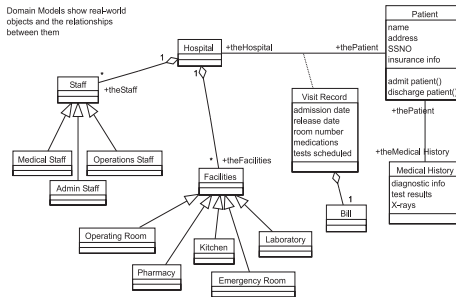 Domain Models show real-world
objects and the relationships
between them
Patient
name
address
SSNO
insurance info
admit patient()
discharge patient()
Hospital
+theHospital
+thePatient
1
1
*
+theStaff
Staff
Medical Staff
Operations Staff
Admin Staff
Visit Record
admission date
release date
room number
medications
tests scheduled
+thePatient
+theMedical History
Medical History
diagnostic info
test results
X-rays
1
Bill
*
+theFacilities
Facilities
Operating Room
Pharmacy
Kitchen
Emergency Room
Laboratory